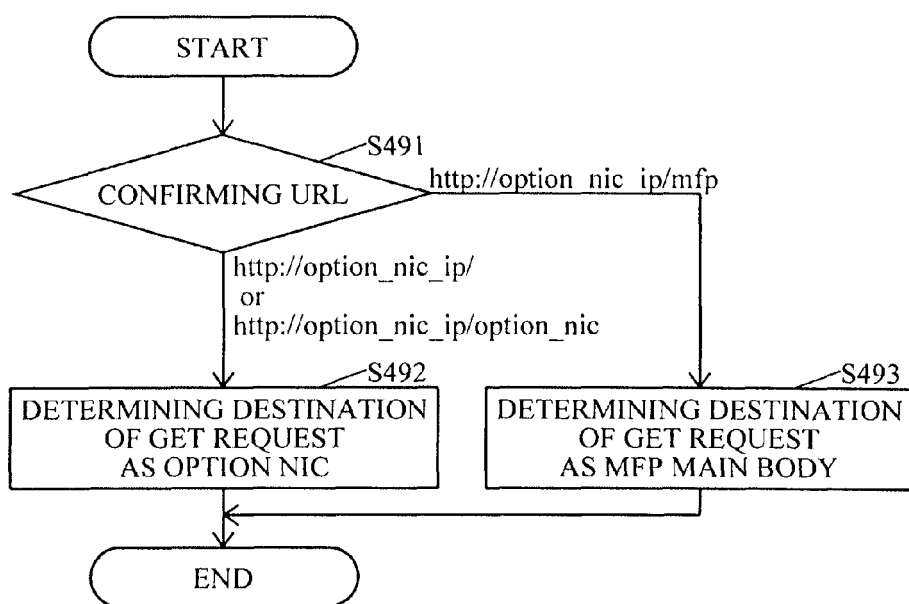 START
S491
CONFIRMING URL
http://option_nic_ip/mfp
http://option_nic_ip/
or
http://option_nic_ip/option_nic
S492
DETERMINING DESTINATION
OF GET REQUEST
AS OPTION NIC
S493
DETERMINING DESTINATION
OF GET REQUEST
AS MFP MAIN BODY
END